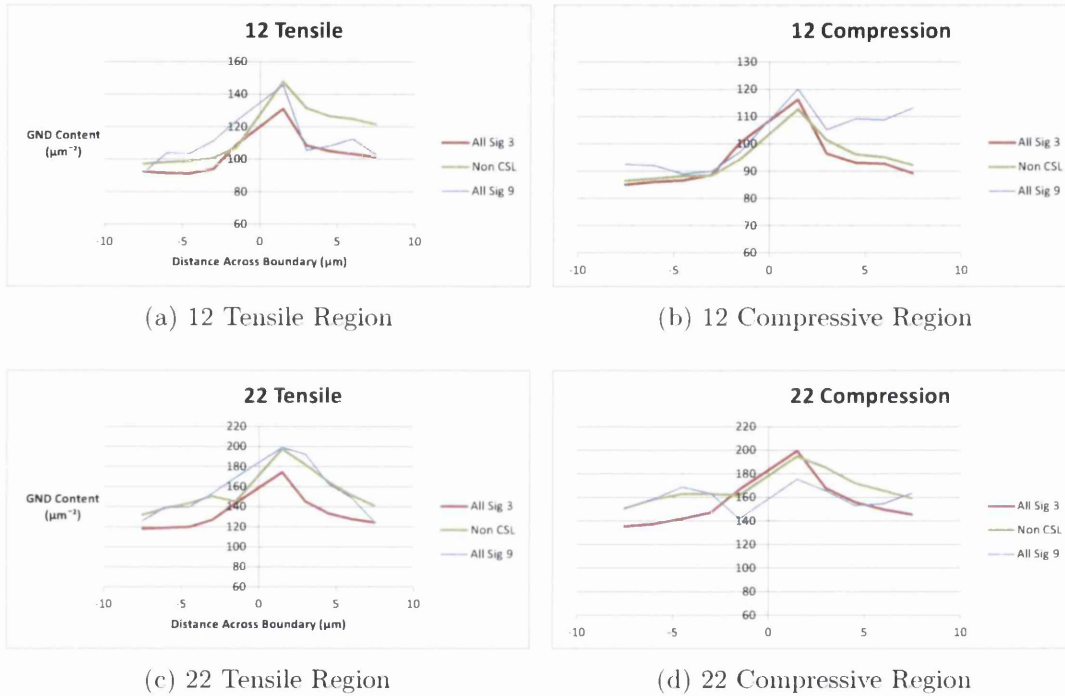 12 Tensile
160
140
120
100
80
60
GND Content
(μm⁻²)
-10
-5
0
5
10
Distance Across Boundary (μm)
All Sig 3
Non CSL
All Sig 9
(a) 12 Tensile Region
12 Compression
130
120
110
100
90
80
70
60
-10
-5
0
5
10
All Sig 3
Non CSL
All Sig 9
(b) 12 Compressive Region
22 Tensile
220
200
180
160
140
120
100
80
60
GND Content
(μm⁻²)
-10
-5
0
5
10
Distance Across Boundary (μm)
All Sig 3
Non CSL
All Sig 9
(c) 22 Tensile Region
22 Compression
220
200
180
160
140
120
100
80
60
-10
-5
0
5
10
All Sig 3
Non CSL
All Sig 9
(d) 22 Compressive Region